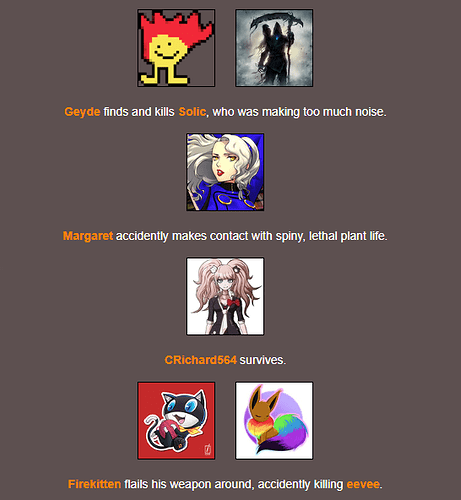 Geyde finds and kills Solic, who was making too much noise.
Margaret accidently makes contact with spiny, lethal plant life.
CRichard564 survives.
Firekitten flails his weapon around, accidently killing eevee.